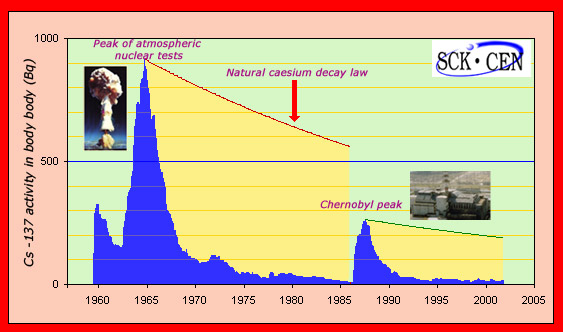 1000
Peak of atmospheric
nuclear tests
SCK•CEN
Natural caesium decay law
Cs -137 activity in body body (Bq)
500
Chernobyl peak
0
1960 1965 1970 1975 1980 1985 1990 1995 2000 2005